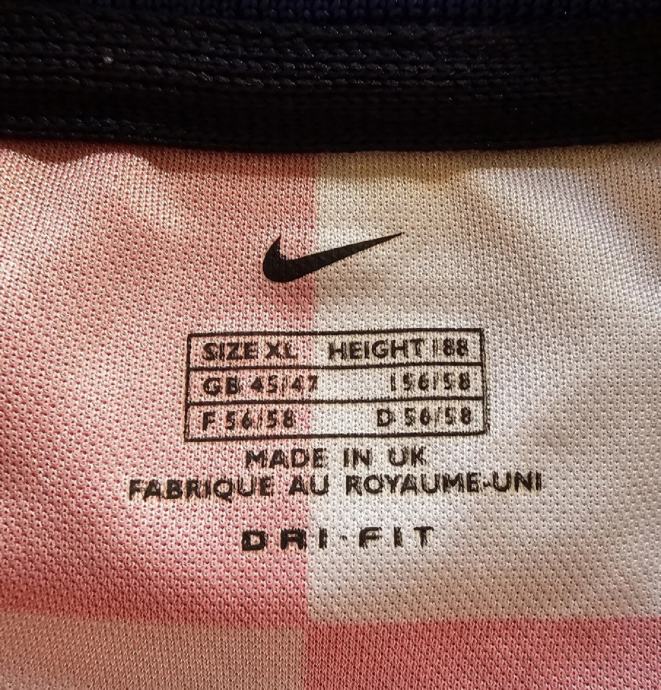 SIZE XL HEIGHT 188
GB 45/47 I 56/58
F 56/58 D 56/58
MADE IN UK
FABRIQUE AU ROYAUME-UNI
DRI-FIT